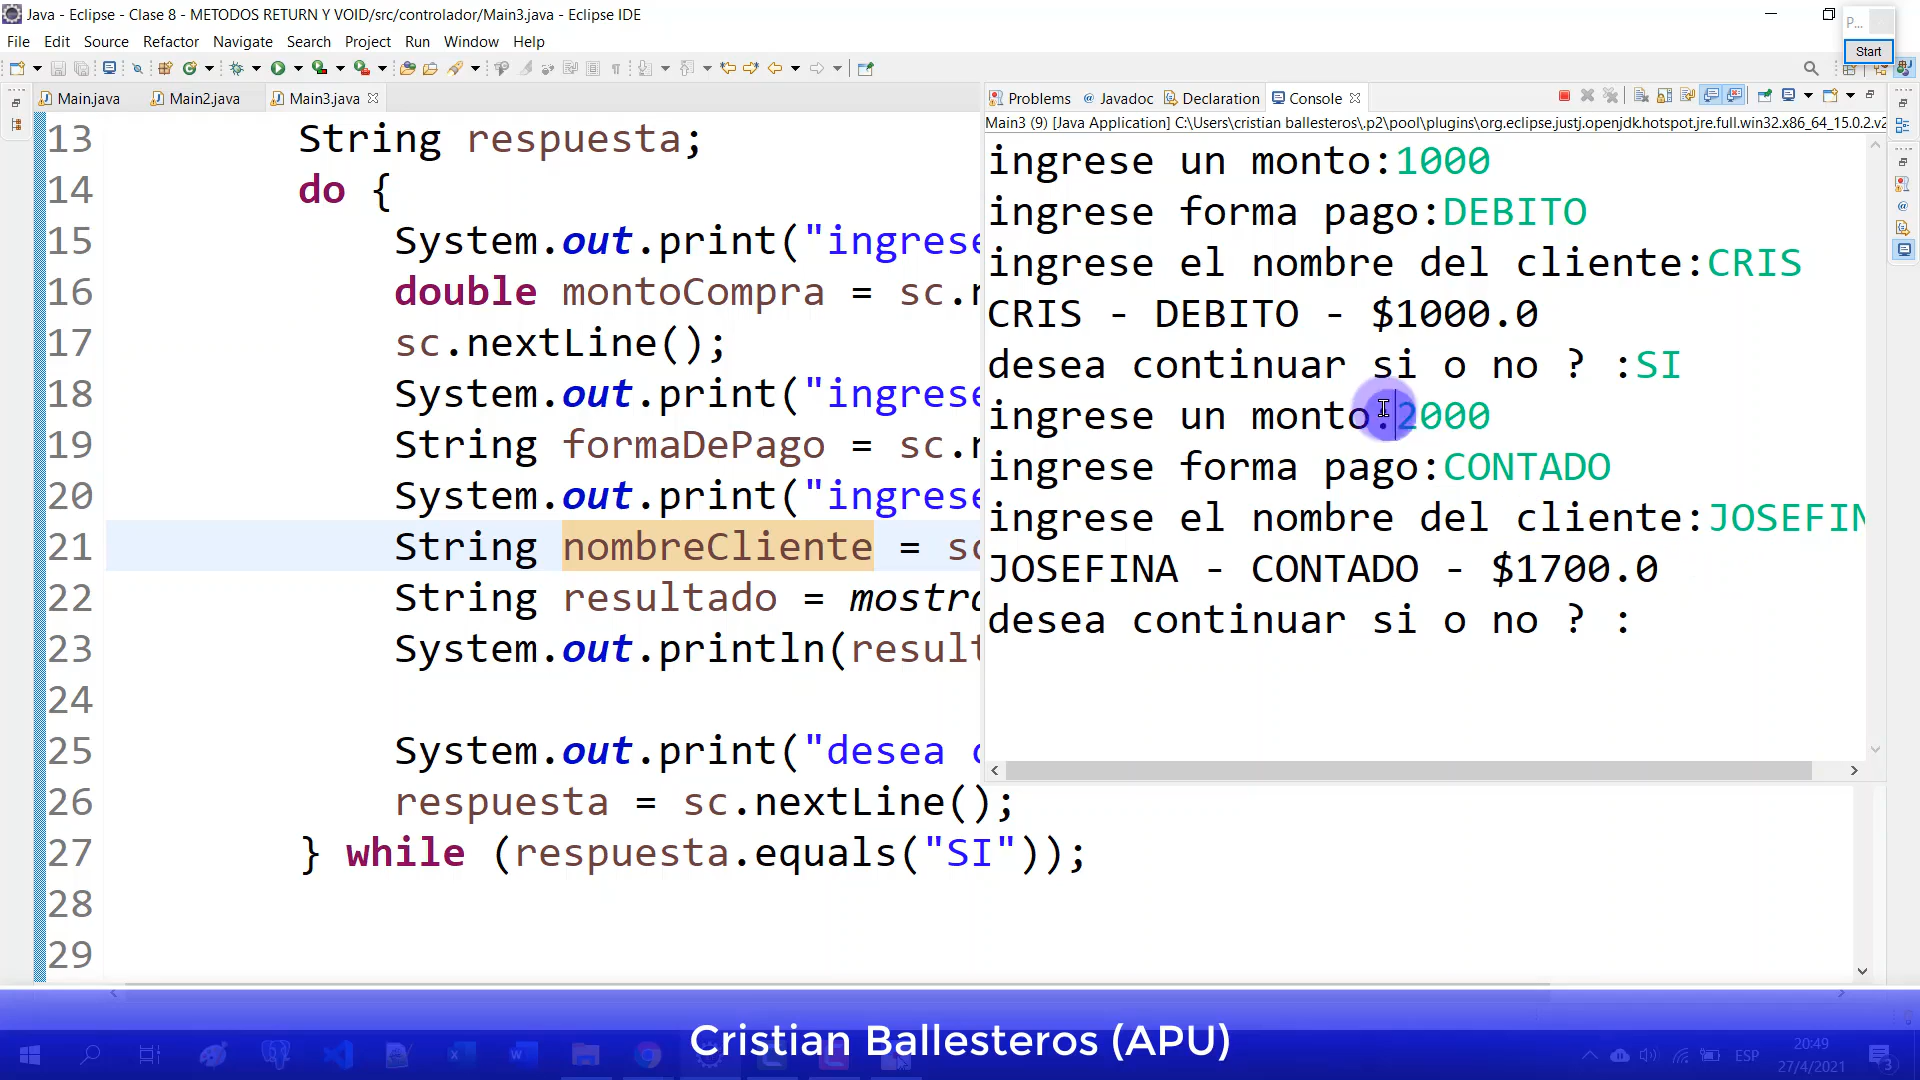 Java - Eclipse - Clase 8 - METODOS RETURN Y VOID/src/controlador/Main3.java - Eclipse IDE
P...
Start
File Edit Source Refactor Navigate Search Project Run Window Help
Main.java Main2.java Main3.java
Problems Javadoc Declaration Console
Main3 (9) [Java Application] C:\Users\cristian ballesteros\.p2\pool\plugins\org.eclipse.justj.openjdk.hotspot.jre.full.win32.x86_64_15.0.2.v2
13 String respuesta;
14 do {
15 System.out.print("ingrese
16 double montoCompra = sc.n
17 sc.nextLine();
18 System.out.print("ingrese
19 String formaDePago = sc.n
20 System.out.print("ingrese
21 String nombreCliente = sc
22 String resultado = mostra
23 System.out.println(result
24
25 System.out.print("desea c
26 respuesta = sc.nextLine();
27 } while (respuesta.equals("SI"));
28
29
ingrese un monto:1000
ingrese forma pago:DEBITO
ingrese el nombre del cliente:CRIS
CRIS - DEBITO - $1000.0
desea continuar si o no ? :SI
ingrese un monto:2000
ingrese forma pago:CONTADO
ingrese el nombre del cliente:JOSEFIN
JOSEFINA - CONTADO - $1700.0
desea continuar si o no ? :
Cristian Ballesteros (APU)
ESP
20:49
27/4/2021
3